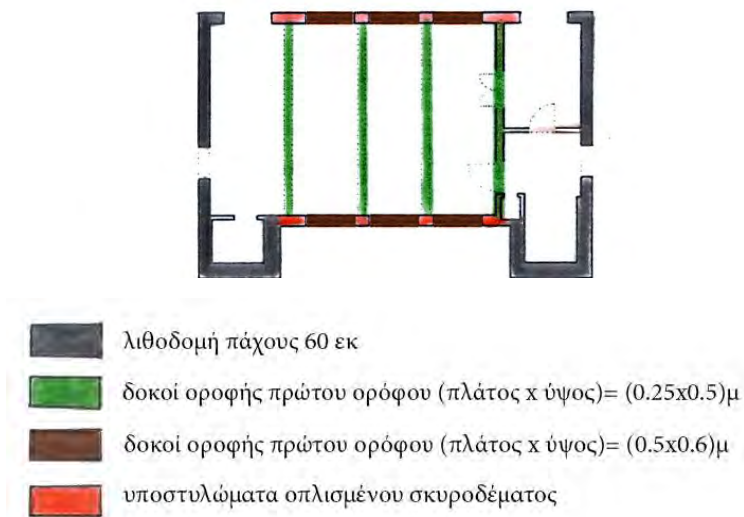 λιθοδομή πάχους 60 εκ
δοκοί οροφής πρώτου ορόφου (πλάτος x ύψος)= (0.25x0.5)μ
δοκοί οροφής πρώτου ορόφου (πλάτος x ύψος)= (0.5x0.6)μ
υποστυλώματα οπλισμένου σκυροδέματος